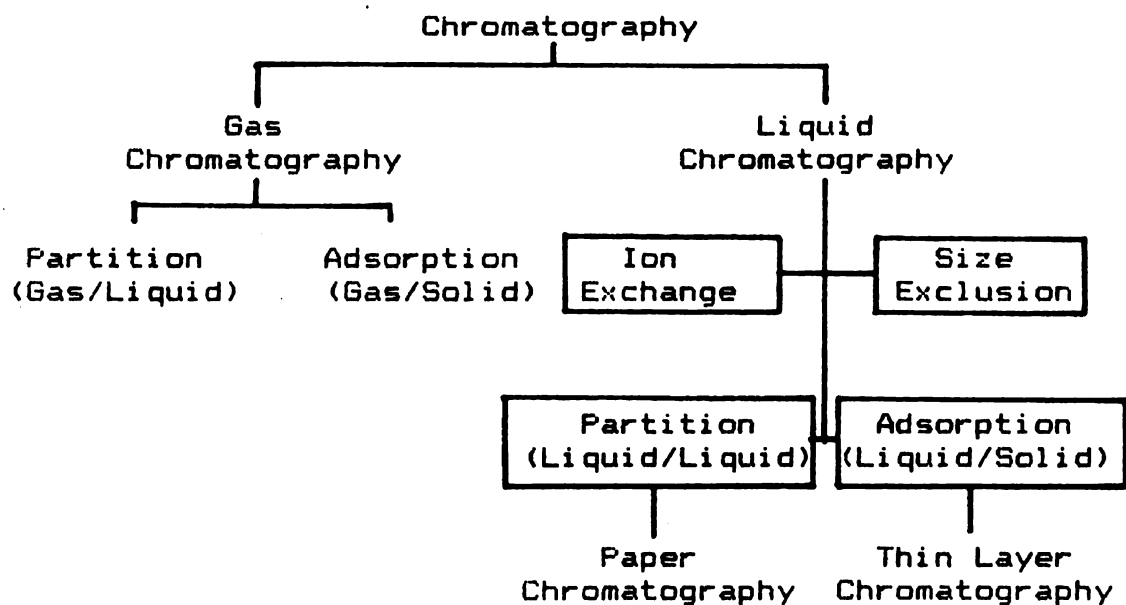 Chromatography
Gas
Chromatography
Liquid
Chromatography
Partition
(Gas/Liquid)
Adsorption
(Gas/Solid)
Ion
Exchange
Size
Exclusion
Partition
(Liquid/Liquid)
Adsorption
(Liquid/Solid)
Paper
Chromatography
Thin Layer
Chromatography